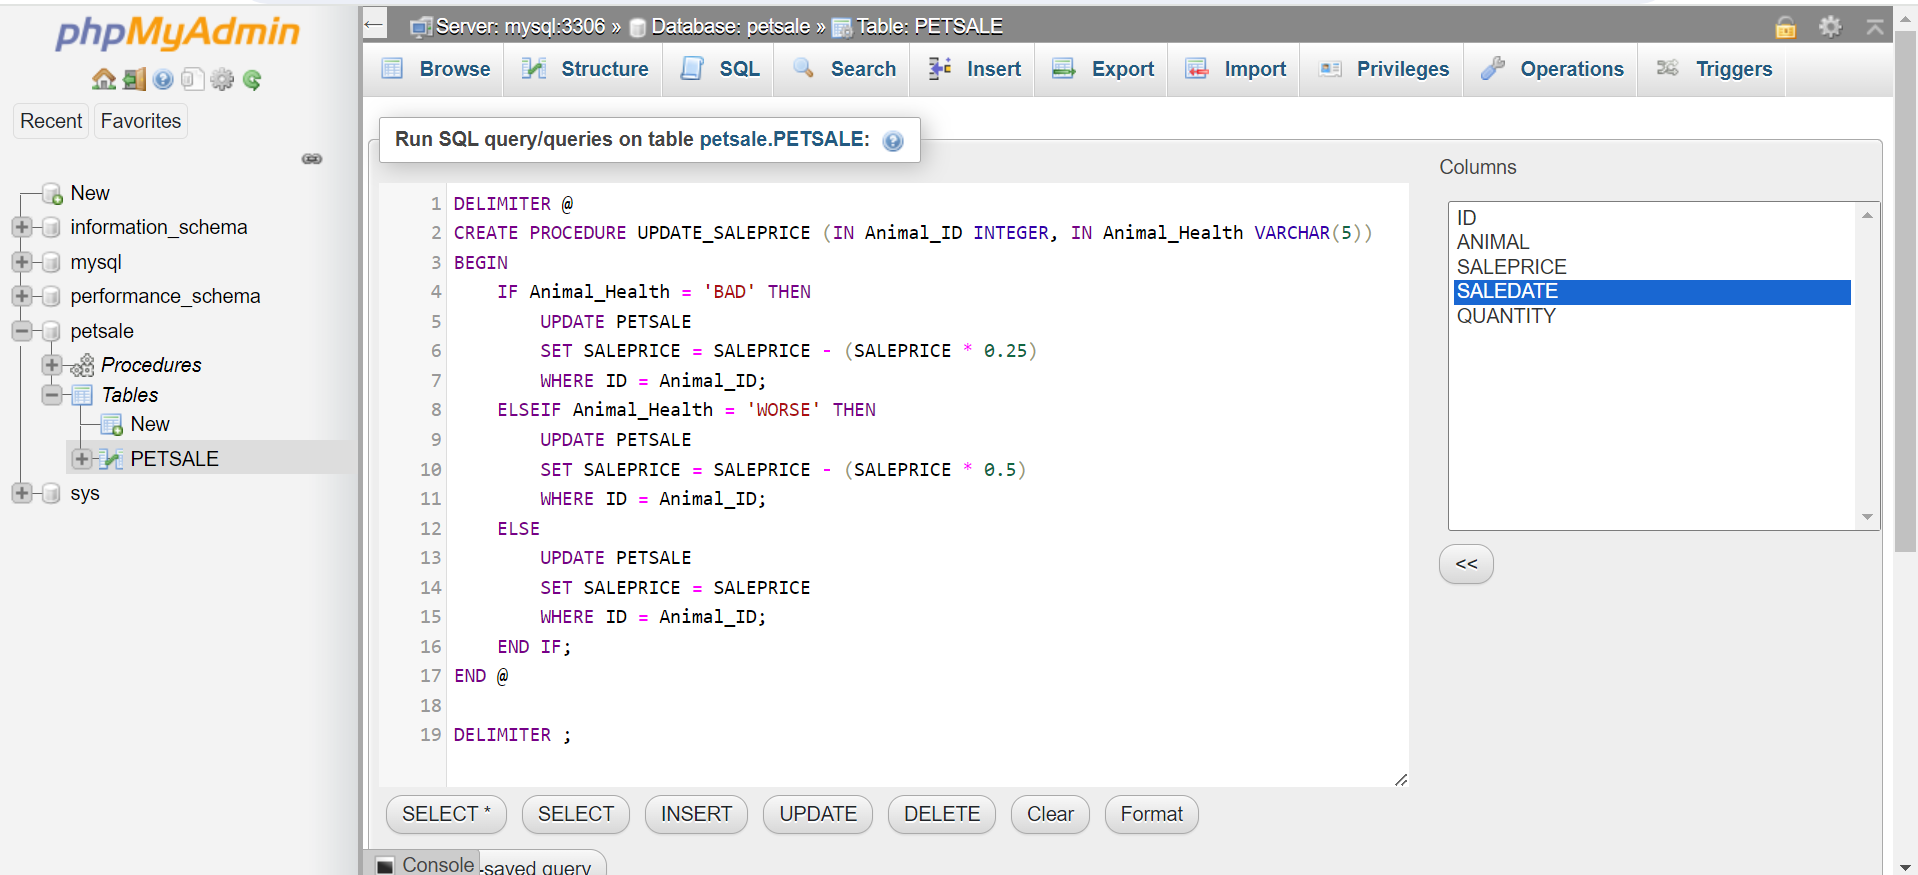 phpMyAdmin
Recent
Favorites
New
information_schema
mysql
performance_schema
petsale
Procedures
Tables
New
PETSALE
sys
← Server: mysql:3306 » Database: petsale » Table: PETSALE
Browse Structure SQL Search Insert Export Import Privileges Operations Triggers
Run SQL query/queries on table petsale.PETSALE:
1 DELIMITER @
2 CREATE PROCEDURE UPDATE_SALEPRICE (IN Animal_ID INTEGER, IN Animal_Health VARCHAR(5))
3 BEGIN
4 IF Animal_Health = 'BAD' THEN
5 UPDATE PETSALE
6 SET SALEPRICE = SALEPRICE - (SALEPRICE * 0.25)
7 WHERE ID = Animal_ID;
8 ELSEIF Animal_Health = 'WORSE' THEN
9 UPDATE PETSALE
10 SET SALEPRICE = SALEPRICE - (SALEPRICE * 0.5)
11 WHERE ID = Animal_ID;
12 ELSE
13 UPDATE PETSALE
14 SET SALEPRICE = SALEPRICE
15 WHERE ID = Animal_ID;
16 END IF;
17 END @
18
19 DELIMITER ;
Columns
ID
ANIMAL
SALEPRICE
SALEDATE
QUANTITY
<<
SELECT * SELECT INSERT UPDATE DELETE Clear Format
Console
-saved query